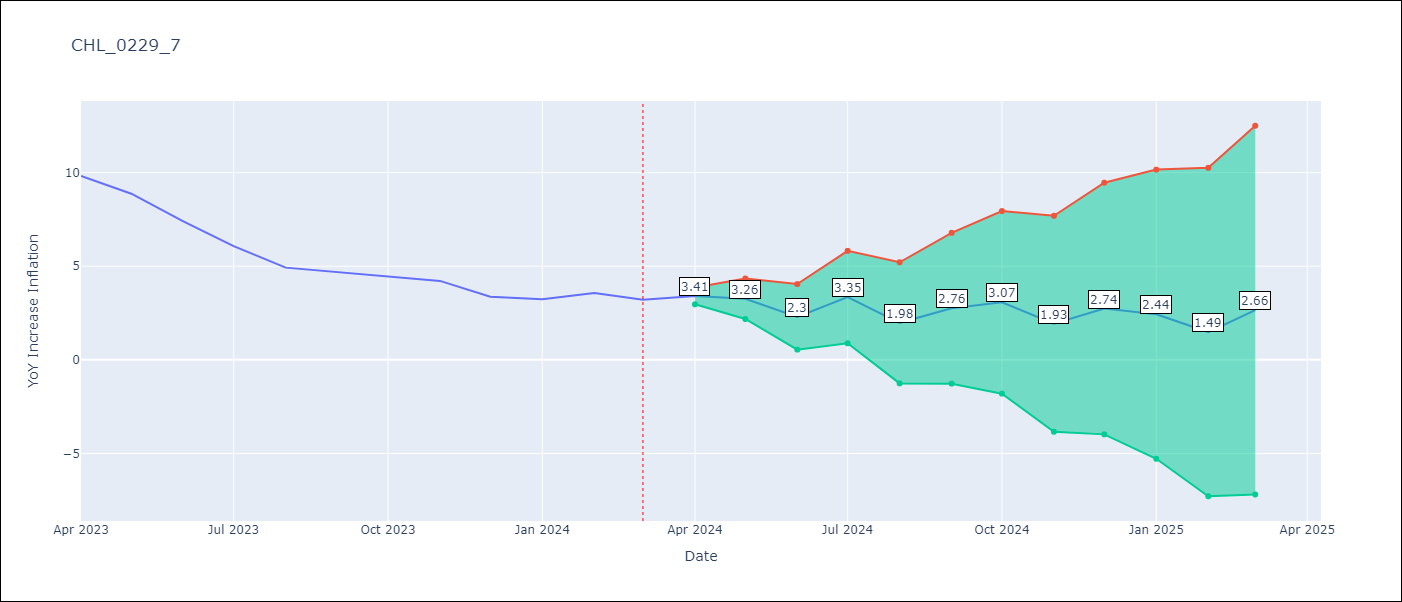 CHL_0229_7
YoY Increase Inflation
10
5
0
−5
3.41
3.26
2.3
3.35
1.98
2.76
3.07
1.93
2.74
2.44
1.49
2.66
Apr 2023
Jul 2023
Oct 2023
Jan 2024
Apr 2024
Jul 2024
Oct 2024
Jan 2025
Apr 2025
Date